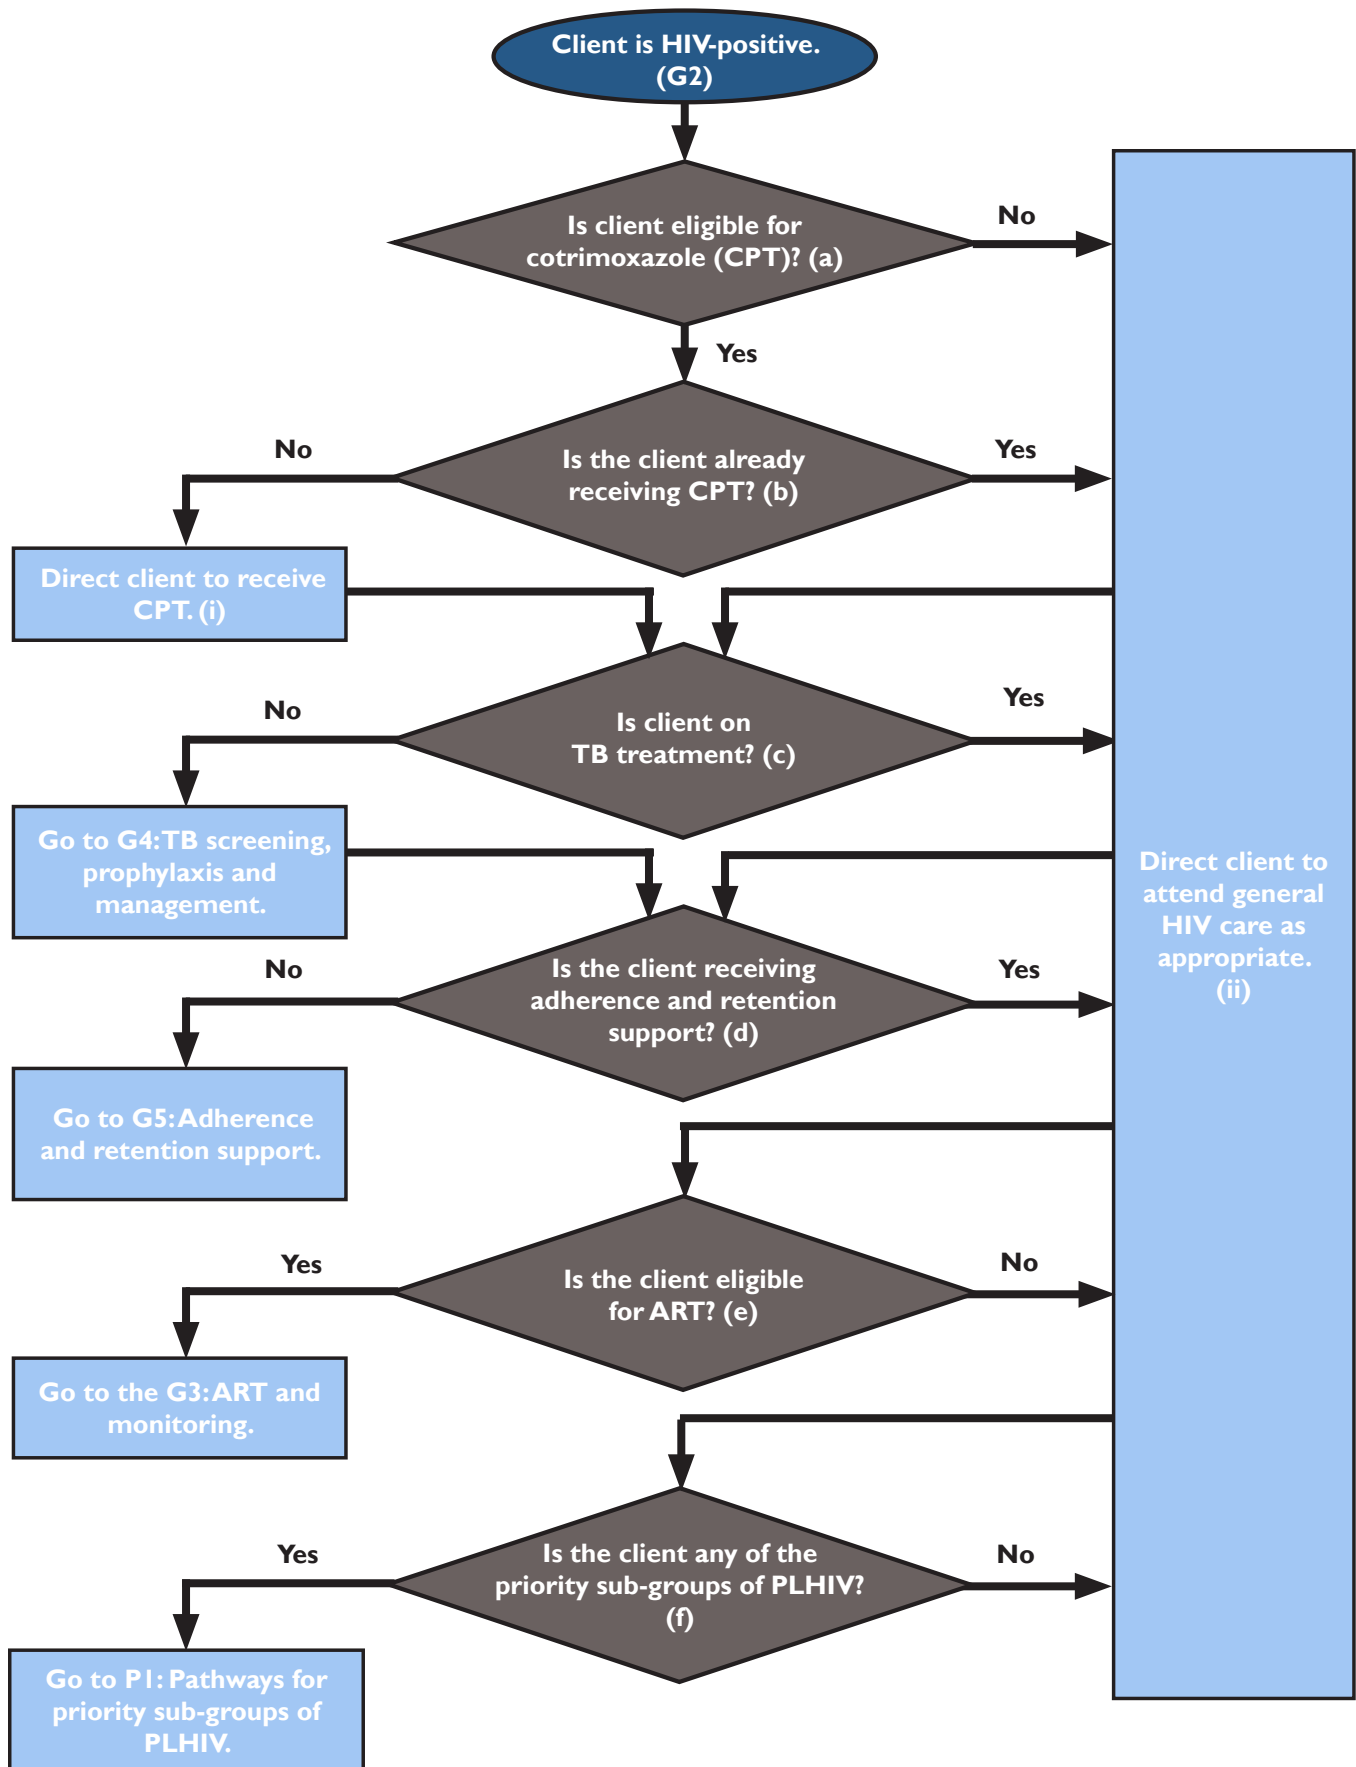 Client is HIV-positive.
(G2)
Is client eligible for
cotrimoxazole (CPT)? (a)
No
Yes
Is the client already
receiving CPT? (b)
No
Yes
Direct client to receive
CPT. (i)
Is client on
TB treatment? (c)
No
Yes
Go to G4: TB screening,
prophylaxis and
management.
Is the client receiving
adherence and retention
support? (d)
No
Yes
Go to G5: Adherence
and retention support.
Is the client eligible
for ART? (e)
Yes
No
Go to the G3: ART and
monitoring.
Is the client any of the
priority sub-groups of PLHIV?
(f)
Yes
No
Go to P1: Pathways for
priority sub-groups of
PLHIV.
Direct client to
attend general
HIV care as
appropriate.
(ii)